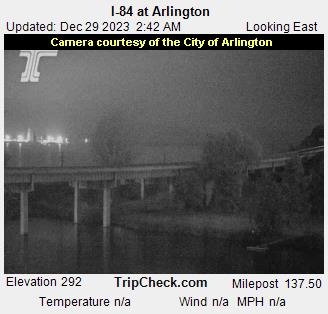 I-84 at Arlington
Updated: Dec 29 2023 2:42 AM Looking East
Camera courtesy of the City of Arlington
Elevation 292 TripCheck.com Milepost 137.50
Temperature n/a Wind n/a MPH n/a